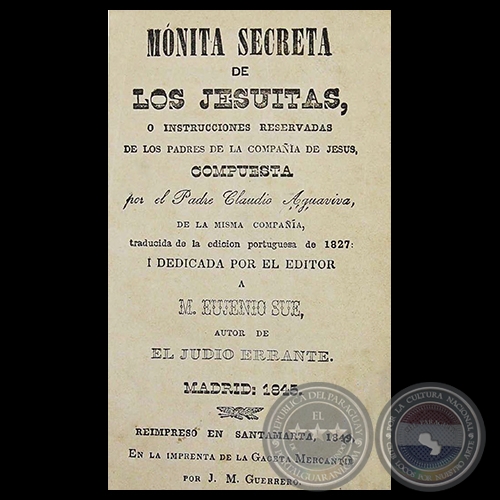 MÓNITA SECRETA
DE
LOS JESUITAS,
O INSTRUCCIONES RESERVADAS
DE LOS PADRES DE LA COMPAÑIA DE JESUS,
COMPUESTA
por el Padre Claudio Aguaviva,
DE LA MISMA COMPAÑIA,
traducida de la edicion portuguesa de 1827:
I DEDICADA POR EL EDITOR
A
M. EUJENIO SUE,
AUTOR DE
EL JUDIO ERRANTE.
MADRID: 1845.
REIMPRESO EN SANTAMARTA, 1849.
EN LA IMPRENTA DE LA GACETA MERCANTIL
POR J. M. GUERRERO.